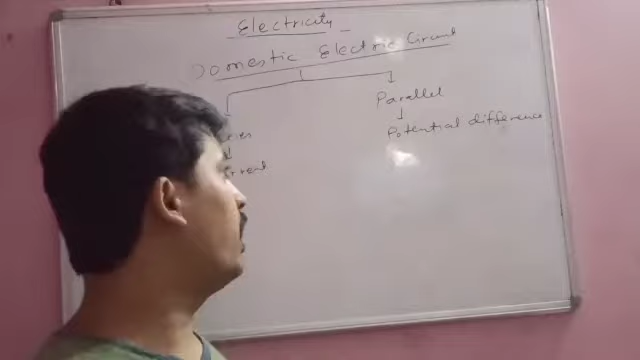 Electricity
Domestic Electric Circuit
Parallel
Potential difference